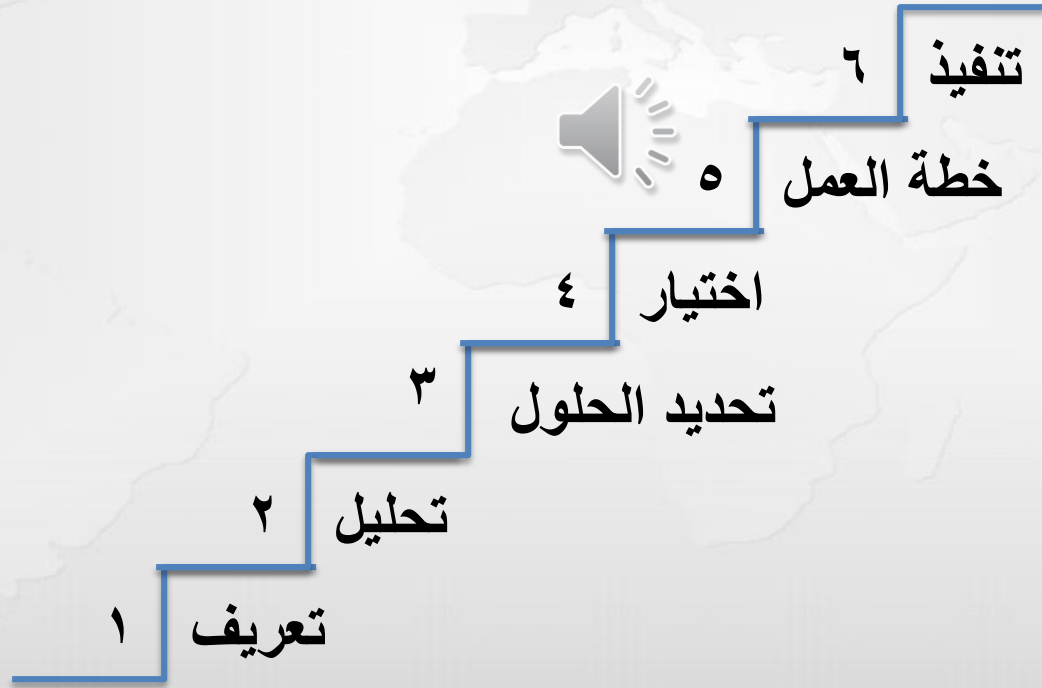 ٦ تنفيذ
٥ خطة العمل
٤ اختيار
٣ تحديد الحلول
٢ تحليل
١ تعريف